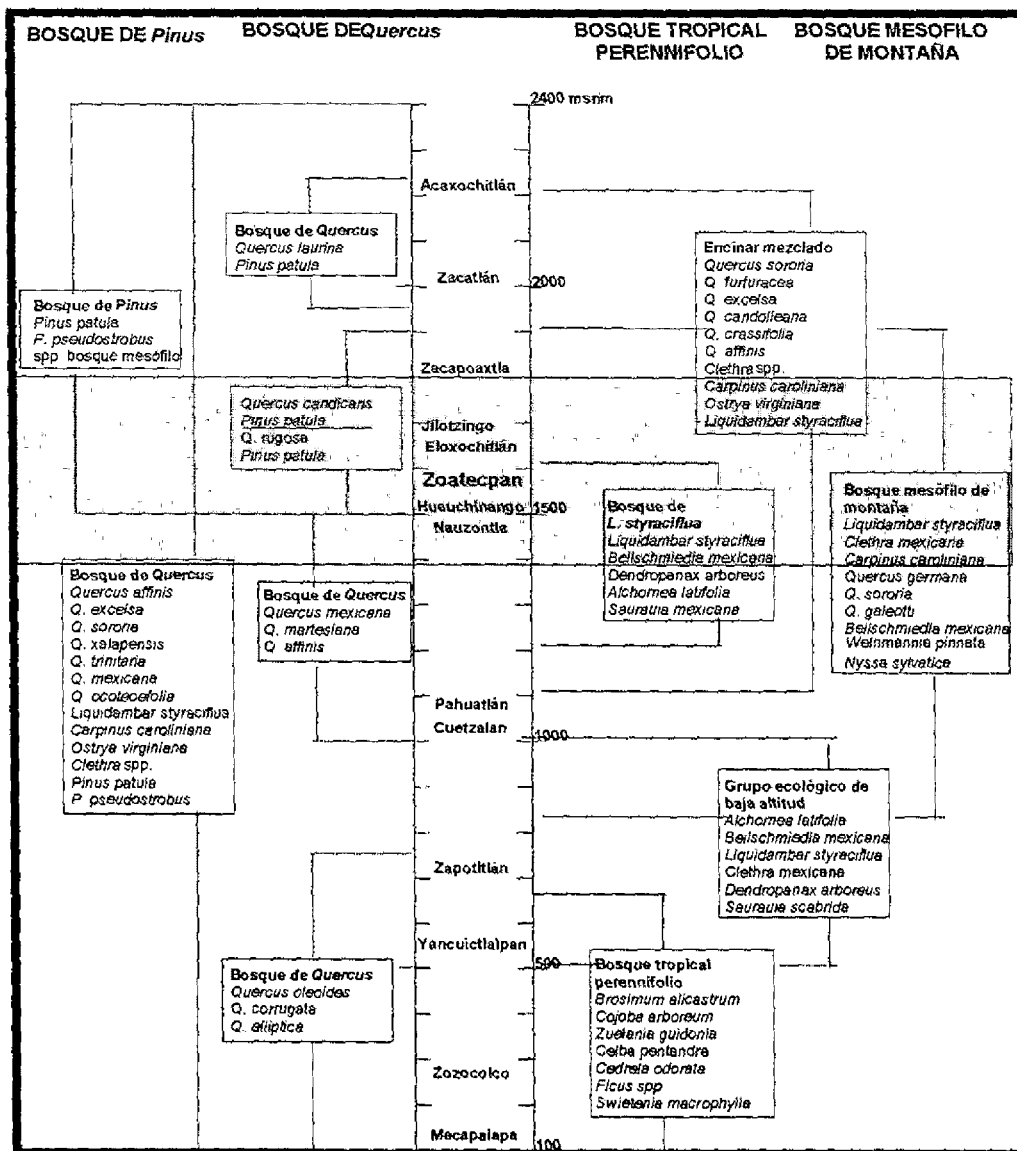 BOSQUE DE Pinus
BOSQUE DEQuercus
BOSQUE TROPICAL
PERENNIFOLIO
BOSQUE MESOFILO
DE MONTAÑA
2400 msnm
Acaxochitlán
Zacatlán
2000
Zacapoaxtla
Jilotzingo
Eloxochitlán
Zoatecpan
Huauchinango
1500
Nauzontla
Pahuatlán
Cuetzalan
1000
Zapotitlán
Yancuictlalpan
500
Zozocolco
Mecapalapa
100
Bosque de Pinus
Pinus patula
P. pseudostrobus
spp bosque mesófilo
Bosque de Quercus
Quercus affinis
Q. excelsa
Q. sororia
Q. xalapensis
Q. trinitaria
Q. mexicana
Q ocoteoefolia
Liquidambar styraciflua
Carpinus caroliniana
Ostrya virginiana
Clethra spp.
Pinus patula
P pseudostrobus
Bosque de Quercus
Quercus laurina
Pinus patula
Quercus candicans
Pinus patula
Q. rugosa
Pinus patula
Bosque de Quercus
Quercus mexicana
Q. martesiana
Q affinis
Bosque de Quercus
Quercus oleoides
Q. corrugata
Q. elliptica
Encinar mezclado
Quercus sororia
Q furfuracea
Q excelsa
Q candolleana
Q. crassifolia
Q affinis
Clethra spp.
Carpinus caroliniana
Ostrya virginiana
Liquidambar styraciflua
Bosque de
L. styraciflua
Liquidambar styraciflua
Beilschmiedia mexicana
Dendropanax arboreus
Alchornea latifolia
Saurauia mexicana
Bosque mesófilo de
montaña
Liquidambar styraciflua
Clethra mexicana
Carpinus caroliniana
Quercus germana
Q. sororia
Q. galeotti
Beilschmiedia mexicana
Weinmannia pinnata
Nyssa sylvatica
Grupo ecológico de
baja altitud
Alchornea latifolia
Beilschmiedia mexicana
Liquidambar styraciflua
Clethra mexicana
Dendropanax arboreus
Saurauia scabrida
Bosque tropical
perennifolio
Brosimum alicastrum
Cojoba arboreum
Zuelania guidonia
Ceiba pentandra
Cedrela odorata
Ficus spp
Swietenia macrophylla